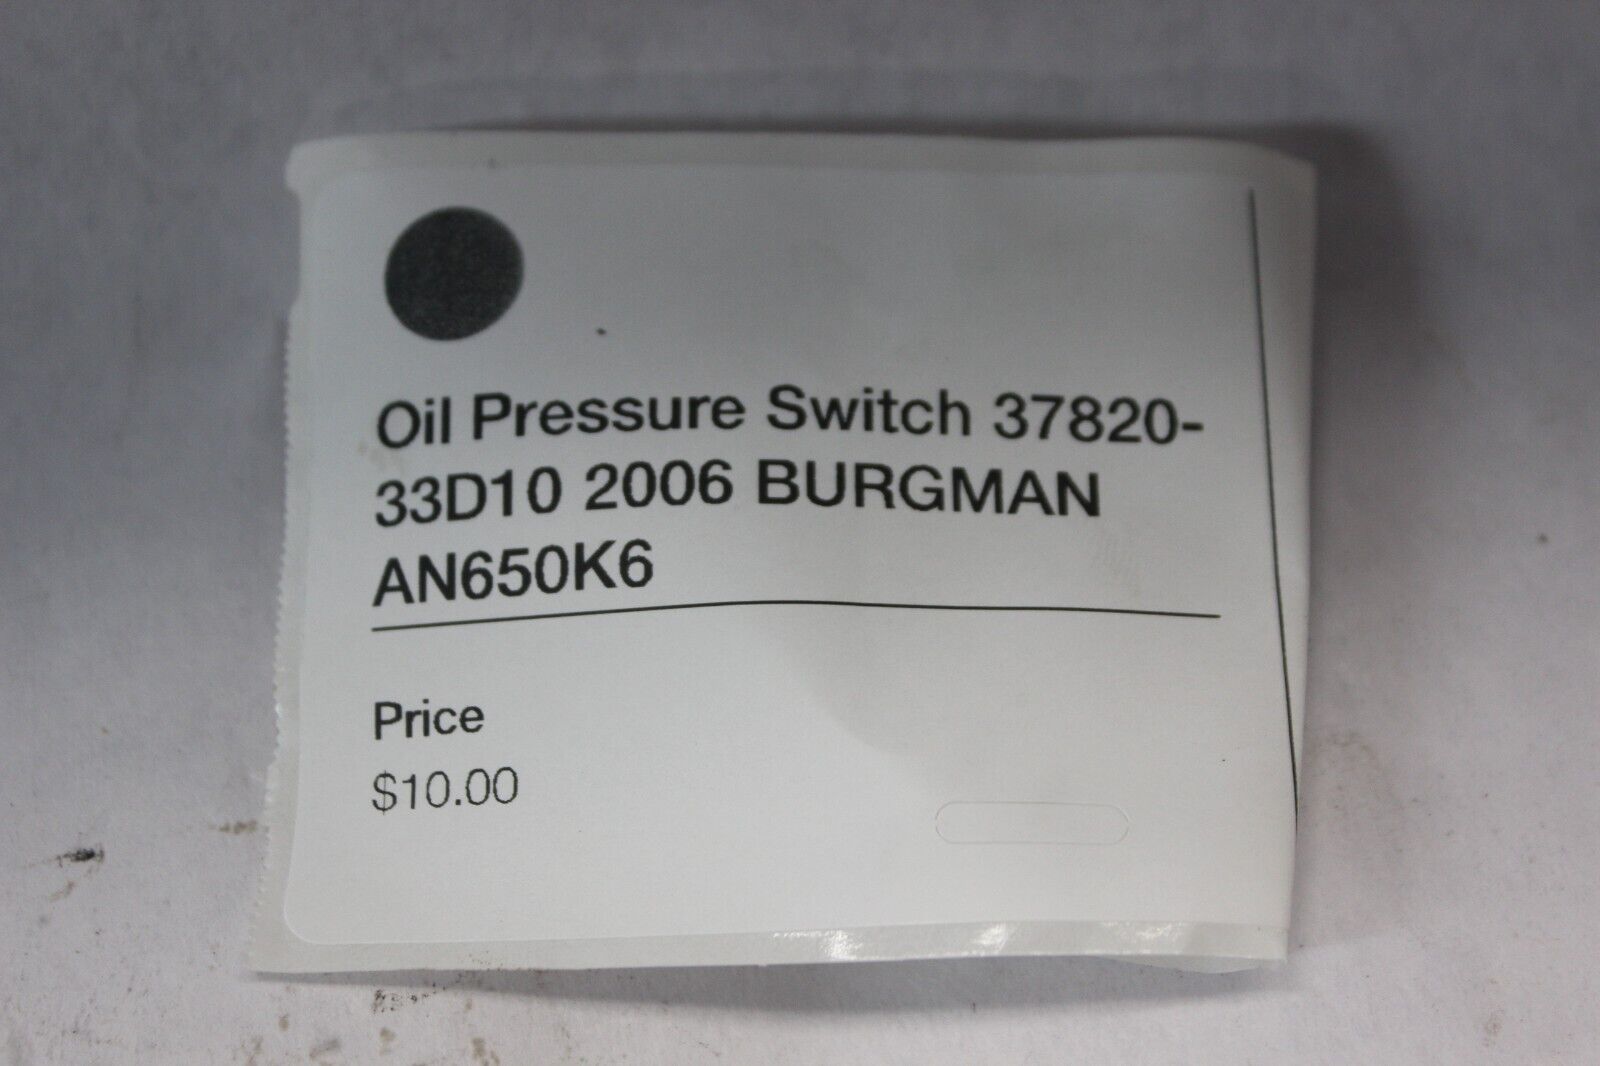 Oil Pressure Switch 37820-
33D10 2006 BURGMAN
AN650K6
Price
$10.00